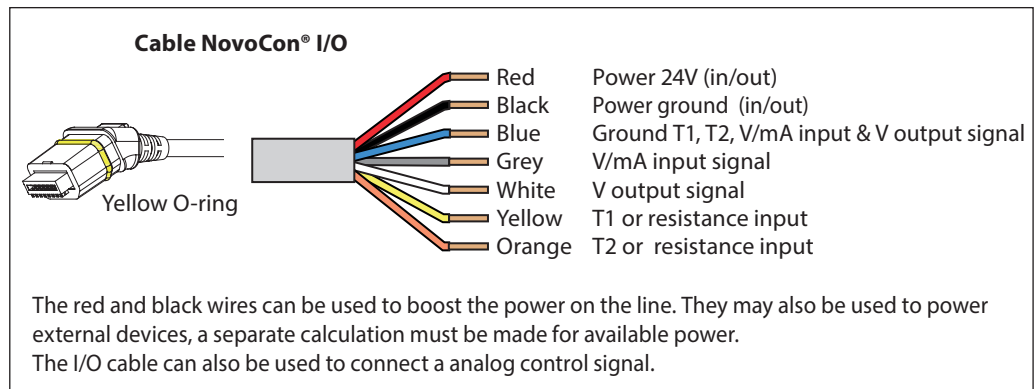 Cable NovoCon® I/O
Red Power 24V (in/out)
Black Power ground (in/out)
Blue Ground T1, T2, V/mA input & V output signal
Grey V/mA input signal
White V output signal
Yellow T1 or resistance input
Orange T2 or resistance input
Yellow O-ring
The red and black wires can be used to boost the power on the line. They may also be used to power
external devices, a separate calculation must be made for available power.
The I/O cable can also be used to connect a analog control signal.